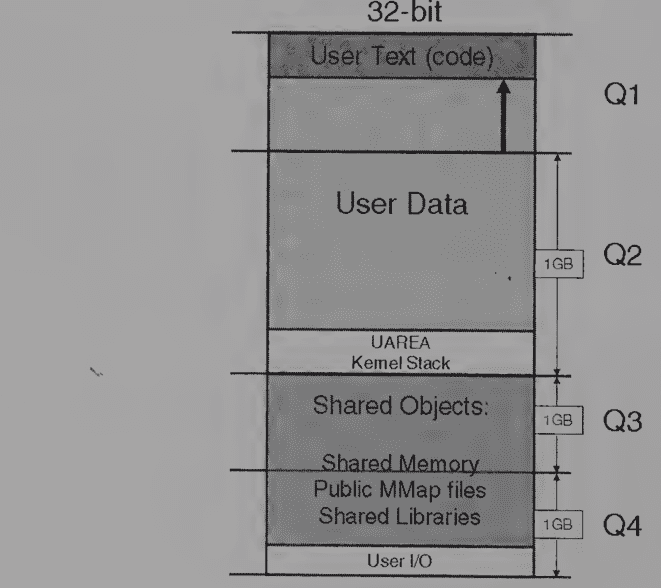 32-bit
User Text (code)
Q1
User Data
1GB
Q2
UAREA
Kernel Stack
Shared Objects:
1GB
Q3
Shared Memory
Public MMap files
Shared Libraries
1GB
Q4
User I/O